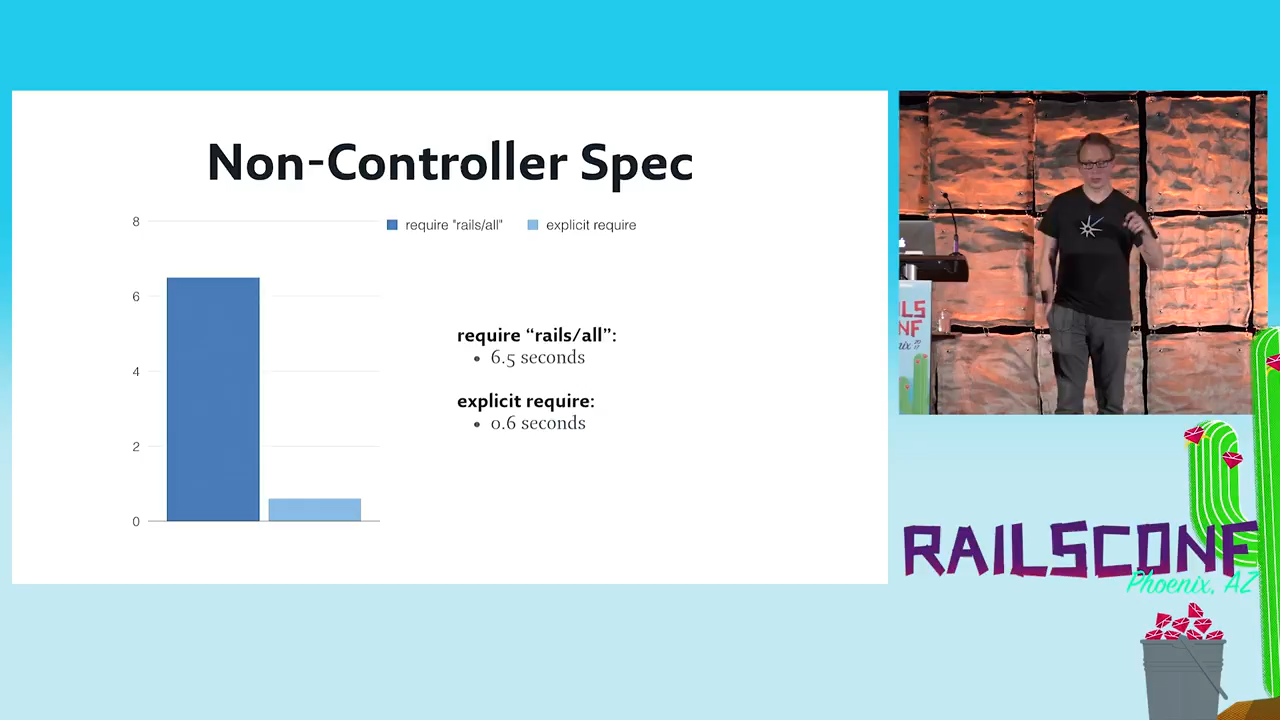 Non-Controller Spec
require "rails/all"
explicit require
8
6
4
2
0
require “rails/all”:
• 6.5 seconds
explicit require:
• 0.6 seconds
RAILSCONF
Phoenix, AZ